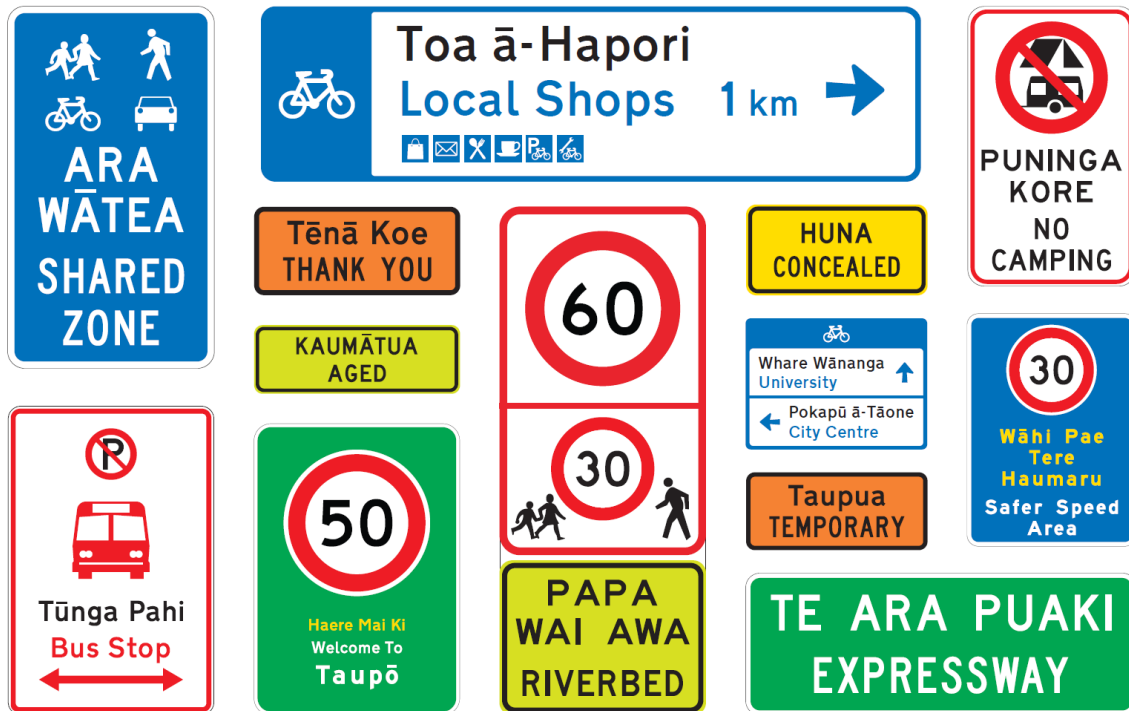 ARA
WĀTEA
SHARED
ZONE
Toa ā-Hapori
Local Shops 1 km
P
PUNINGA
KORE
NO
CAMPING
Tēnā Koe
THANK YOU
60
HUNA
CONCEALED
KAUMĀTUA
AGED
Whare Wānanga
University
Pokapū ā-Tāone
City Centre
30
Wāhi Pae
Tere
Haumaru
Safer Speed
Area
P
Tūnga Pahi
Bus Stop
50
Haere Mai Ki
Welcome To
Taupō
30
PAPA
WAI AWA
RIVERBED
Taupua
TEMPORARY
TE ARA PUAKI
EXPRESSWAY